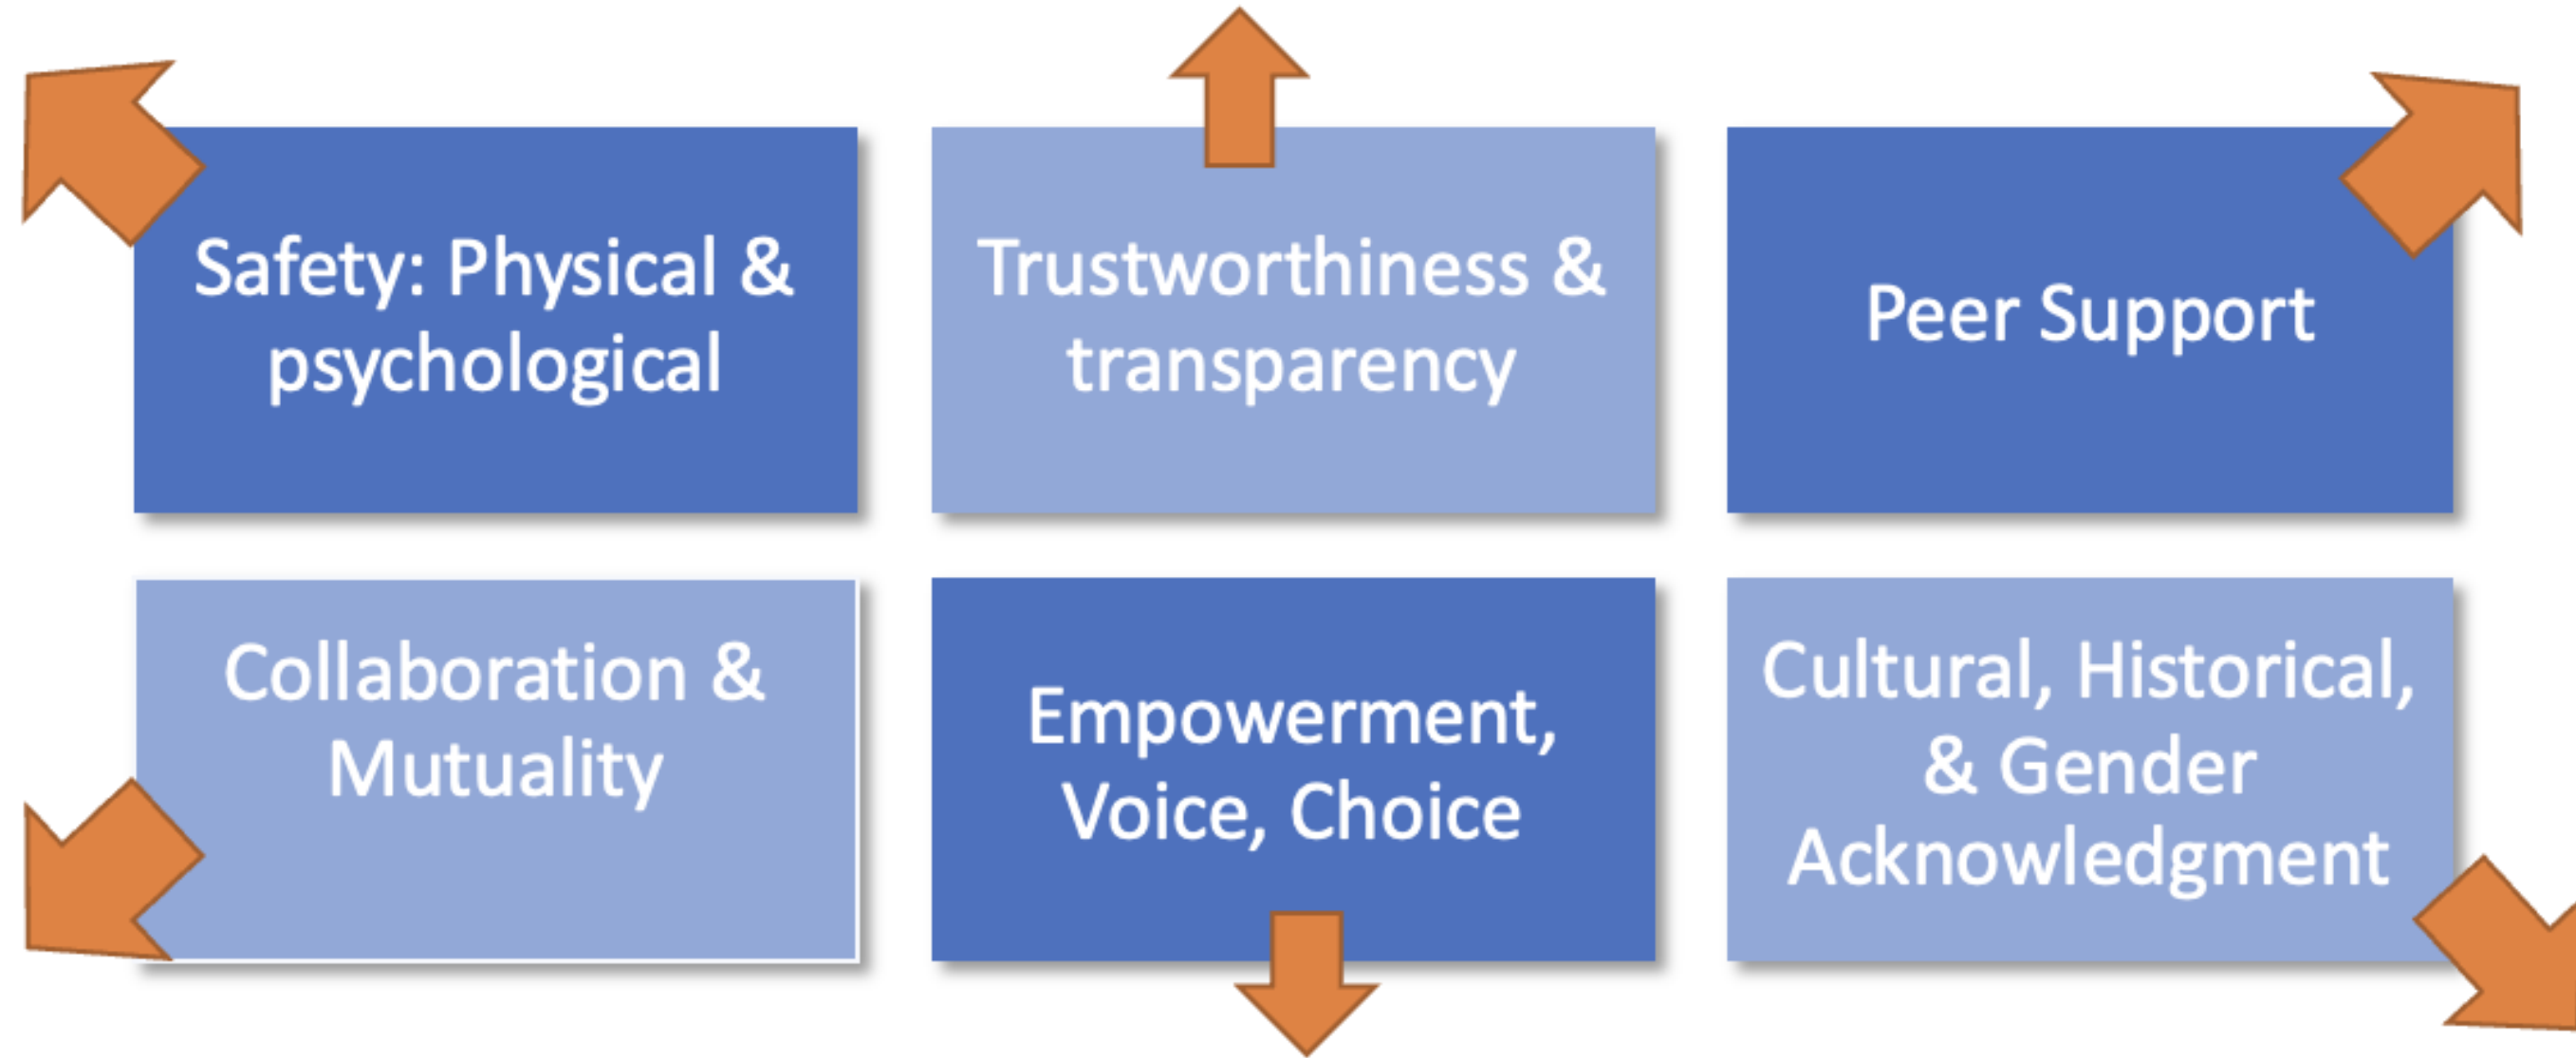 Safety: Physical &
psychological
Trustworthiness &
transparency
Peer Support
Collaboration &
Mutuality
Empowerment,
Voice, Choice
Cultural, Historical,
& Gender
Acknowledgment